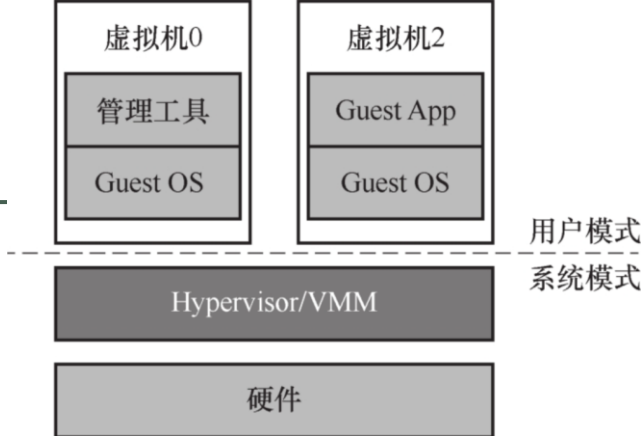 虚拟机0
虚拟机2
管理工具
Guest App
Guest OS
Guest OS
用户模式
系统模式
Hypervisor/VMM
硬件